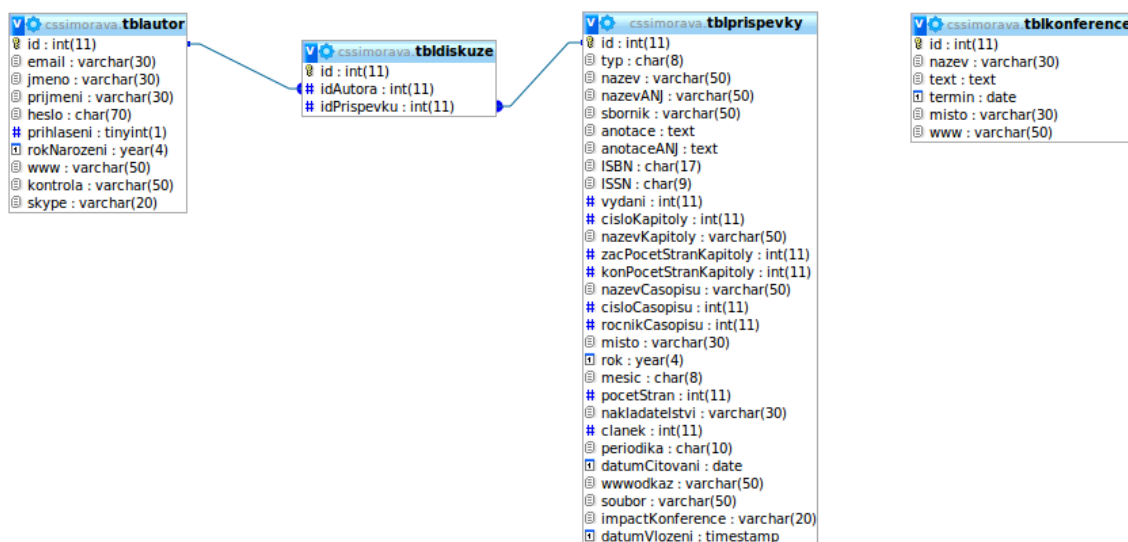 cssimorava.tblautor
id : int(11)
email : varchar(30)
jmeno : varchar(30)
prijmeni : varchar(30)
heslo : char(70)
prihlaseni : tinyint(1)
rokNarozeni : year(4)
www : varchar(50)
kontrola : varchar(50)
skype : varchar(20)
cssimorava.tbldiskuze
id : int(11)
idAutora : int(11)
idPrispevku : int(11)
cssimorava.tblprispevky
id : int(11)
typ : char(8)
nazev : varchar(50)
nazevANJ : varchar(50)
sbornik : varchar(50)
anotace : text
anotaceANJ : text
ISBN : char(17)
ISSN : char(9)
vydani : int(11)
cisloKapitoly : int(11)
nazevKapitoly : varchar(50)
zacPocetStranKapitoly : int(11)
konPocetStranKapitoly : int(11)
nazevCasopisu : varchar(50)
cisloCasopisu : int(11)
rocnikCasopisu : int(11)
misto : varchar(30)
rok : year(4)
mesic : char(8)
pocetStran : int(11)
nakladatelstvi : varchar(30)
clanek : int(11)
periodika : char(10)
datumCitovani : date
wwwodkaz : varchar(50)
soubor : varchar(50)
impactKonference : varchar(20)
datumVlozeni : timestamp
cssimorava.tblkonference
id : int(11)
nazev : varchar(30)
text : text
termin : date
misto : varchar(30)
www : varchar(50)